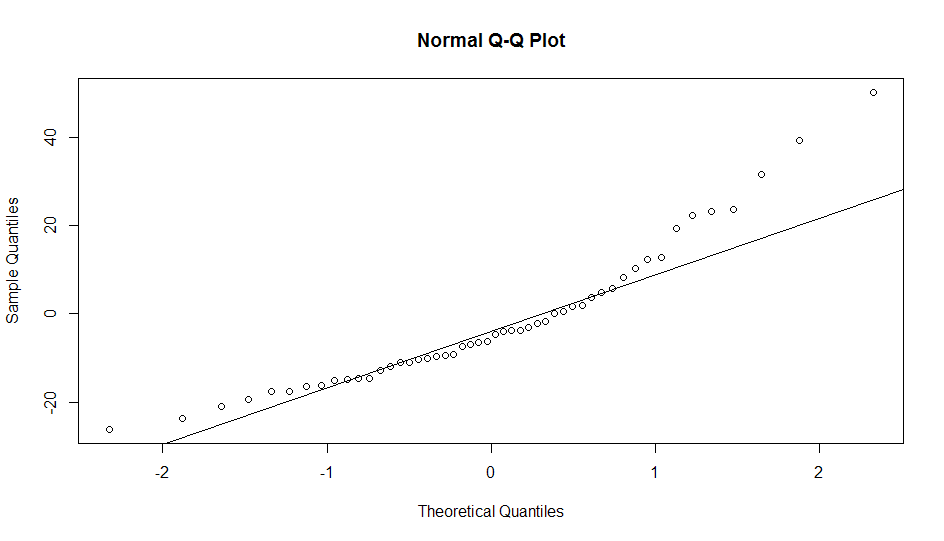 Normal Q-Q Plot
Sample Quantiles
40
20
0
-20
-2 -1 0 1 2
Theoretical Quantiles